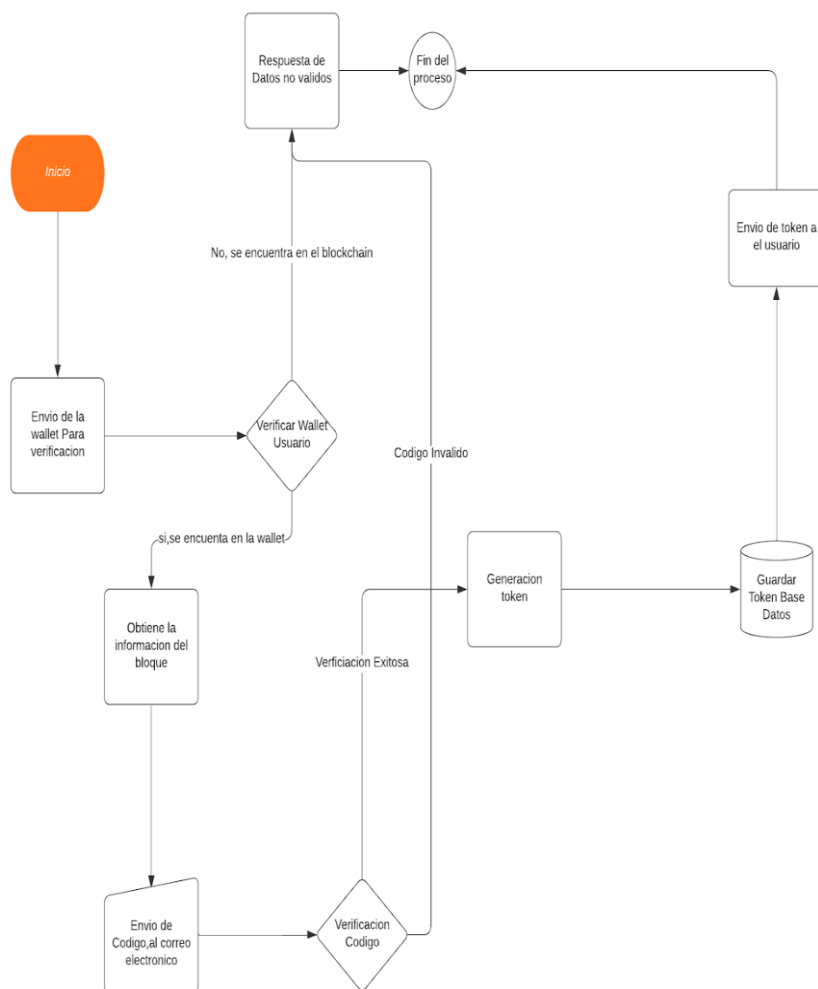 Respuesta de
Datos no validos
Fin del
proceso
Inicio
Envio de token a
el usuario
No, se encuentra en el blockchain
Envio de la
wallet Para
verificacion
Verificar Wallet
Usuario
Codigo Invalido
si,se encuenta en la wallet
Generacion
token
Guardar
Token Base
Datos
Obtiene la
informacion del
bloque
Verficiacion Exitosa
Envio de
Codigo,al correo
electronico
Verificacion
Codigo